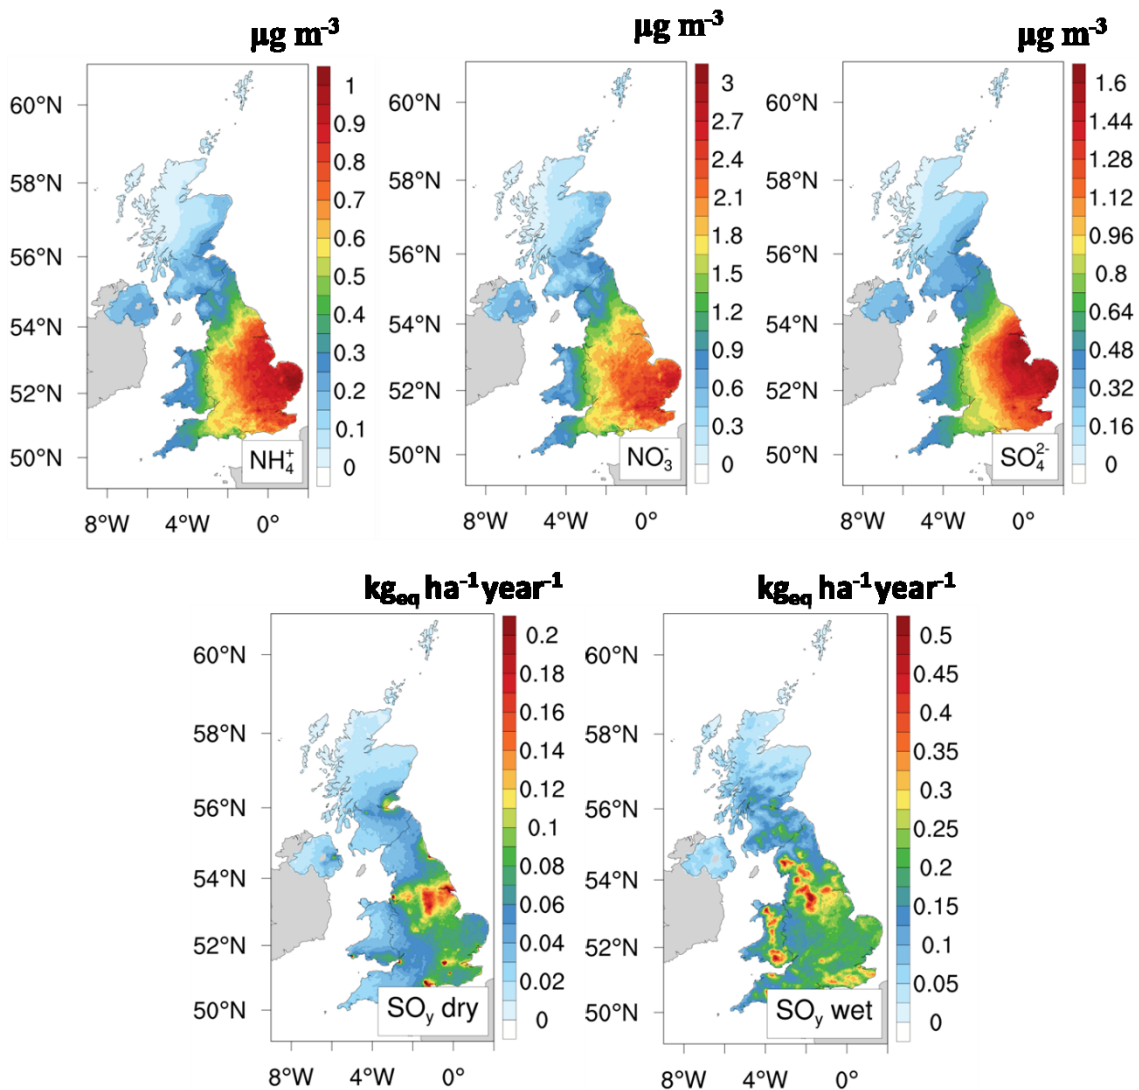 μg m⁻³
60°N
58°N
56°N
54°N
52°N
50°N
8°W 4°W 0°
1
0.9
0.8
0.7
0.6
0.5
0.4
0.3
0.2
0.1
0
NH₄⁺
μg m⁻³
60°N
58°N
56°N
54°N
52°N
50°N
8°W 4°W 0°
3
2.7
2.4
2.1
1.8
1.5
1.2
0.9
0.6
0.3
0
NO₃⁻
μg m⁻³
60°N
58°N
56°N
54°N
52°N
50°N
8°W 4°W 0°
1.6
1.44
1.28
1.12
0.96
0.8
0.64
0.48
0.32
0.16
0
SO₄²⁻
kg_eq ha⁻¹ year⁻¹
60°N
58°N
56°N
54°N
52°N
50°N
8°W 4°W 0°
0.2
0.18
0.16
0.14
0.12
0.1
0.08
0.06
0.04
0.02
0
SOy dry
kg_eq ha⁻¹ year⁻¹
60°N
58°N
56°N
54°N
52°N
50°N
8°W 4°W 0°
0.5
0.45
0.4
0.35
0.3
0.25
0.2
0.15
0.1
0.05
0
SOy wet